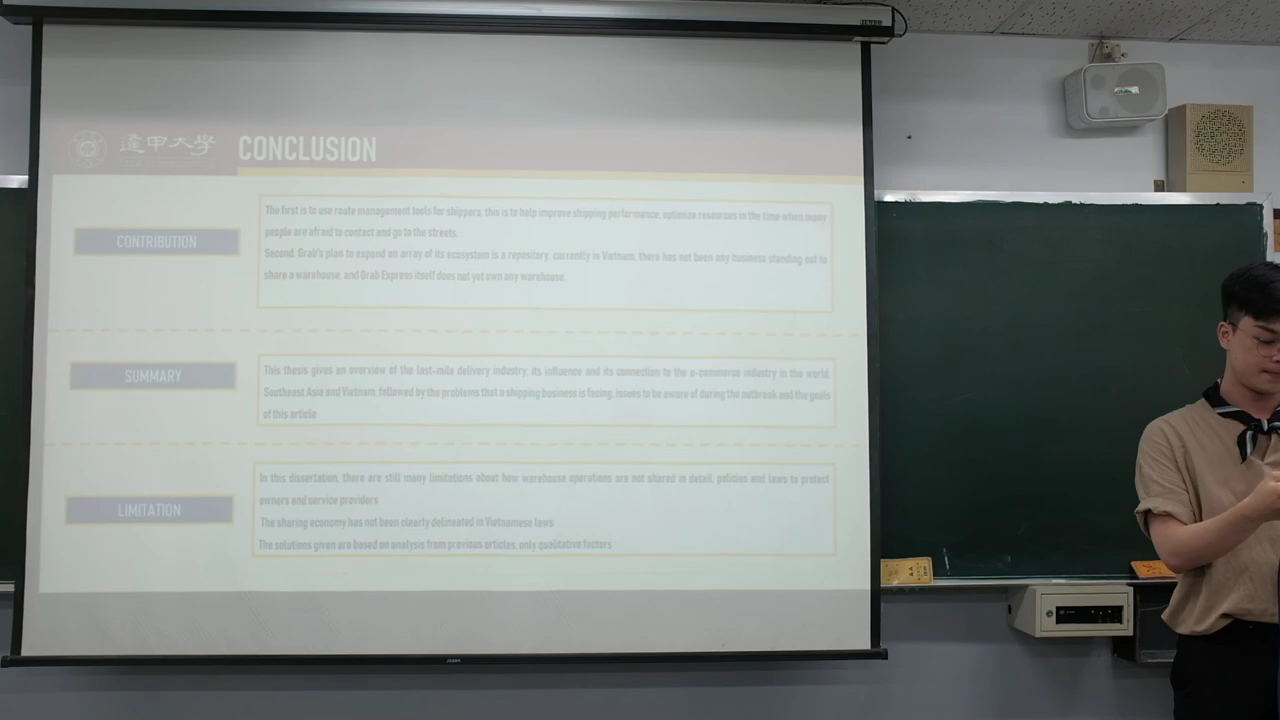 逢甲大學 CONCLUSION
CONTRIBUTION
The first is to use route management tools for shippers, this is to help improve shipping performance, optimize resources in the time when many
people are afraid to contact and go to the streets.
Second, Grab's plan to expand an array of its ecosystem is a repository, currently in Vietnam, there has not been any business standing out to
share a warehouse, and Grab Express itself does not yet own any warehouse.
SUMMARY
This thesis gives an overview of the last-mile delivery industry, its influence and its connection to the e-commerce industry in the world,
Southeast Asia and Vietnam; followed by the problems that a shipping business is facing, issues to be aware of during the outbreak and the goals
of this article
LIMITATION
In this dissertation, there are still many limitations about how warehouse operations are not shared in detail, policies and laws to protect
owners and service providers
The sharing economy has not been clearly delineated in Vietnamese laws
The solutions given are based on analysis from previous articles, only qualitative factors